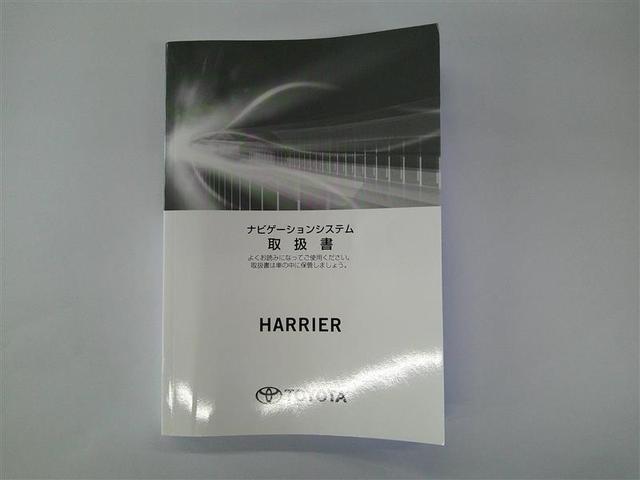 ナビゲーションシステム
取扱書
よくお読みになってご使用ください。
取扱書は車の中に保管しましょう。
HARRIER
TOYOTA